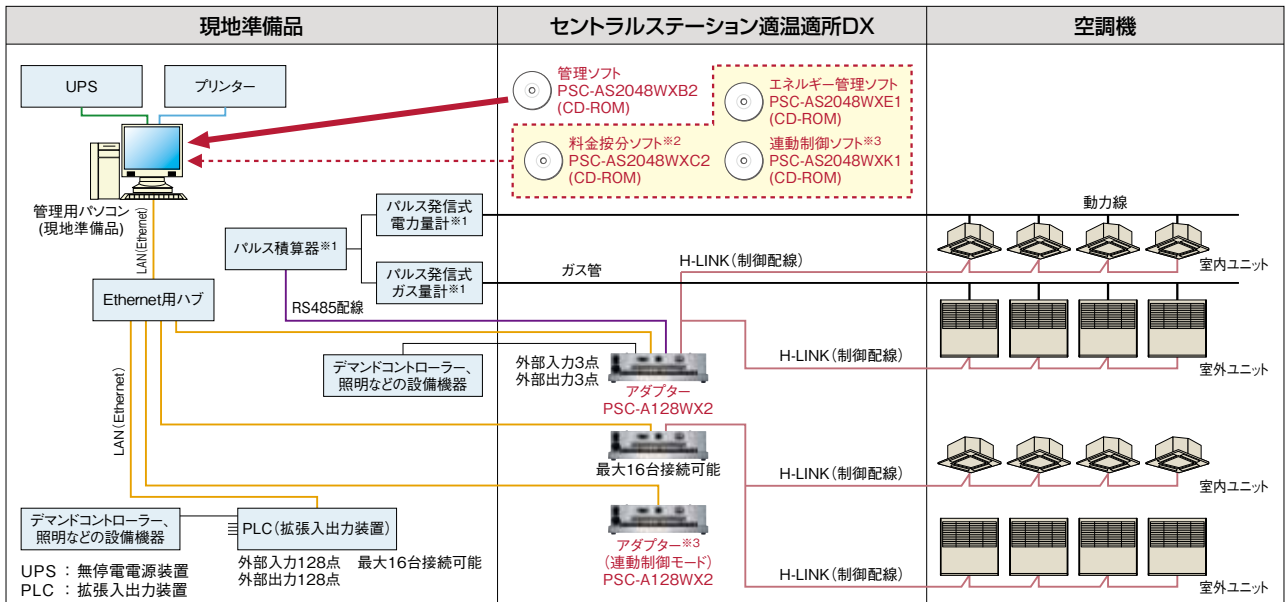 現地準備品
セントラルステーション適温適所DX
空調機
UPS
プリンター
管理用パソコン
(現地準備品)
管理ソフト
PSC-AS2048WXB2
(CD-ROM)
エネルギー管理ソフト
PSC-AS2048WXE1
(CD-ROM)
料金按分ソフト※2
PSC-AS2048WXC2
(CD-ROM)
連動制御ソフト※3
PSC-AS2048WXK1
(CD-ROM)
LAN(Ethernet)
パルス積算器※1
パルス発信式
電力量計※1
パルス発信式
ガス量計※1
動力線
ガス管
H-LINK(制御配線)
室内ユニット
Ethernet用ハブ
RS485配線
H-LINK(制御配線)
室外ユニット
デマンドコントローラー、
照明などの設備機器
外部入力3点
外部出力3点
アダプター
PSC-A128WX2
LAN(Ethernet)
最大16台接続可能
H-LINK(制御配線)
室内ユニット
デマンドコントローラー、
照明などの設備機器
PLC(拡張入出力装置)
外部入力128点
外部出力128点
最大16台接続可能
アダプター※3
(連動制御モード)
PSC-A128WX2
H-LINK(制御配線)
室外ユニット
UPS : 無停電電源装置
PLC : 拡張入出力装置